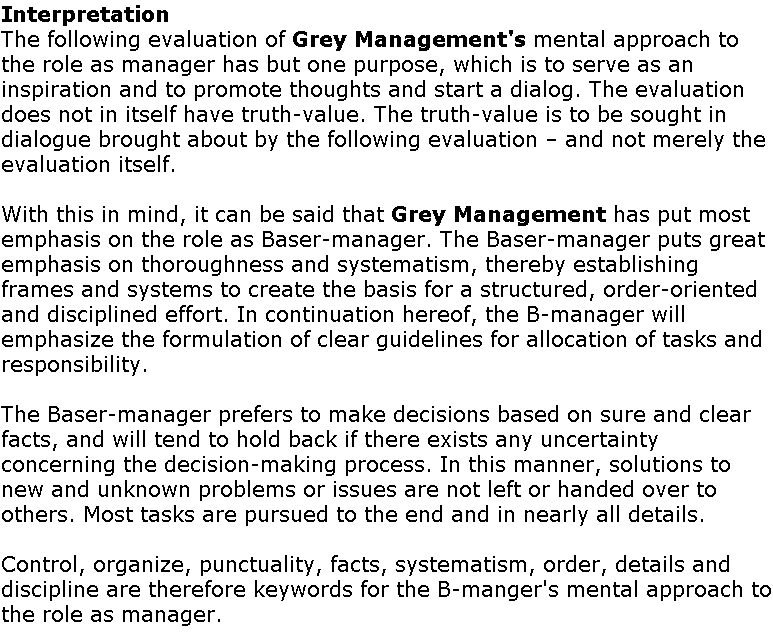 Interpretation
The following evaluation of Grey Management's mental approach to
the role as manager has but one purpose, which is to serve as an
inspiration and to promote thoughts and start a dialog. The evaluation
does not in itself have truth-value. The truth-value is to be sought in
dialogue brought about by the following evaluation – and not merely the
evaluation itself.

With this in mind, it can be said that Grey Management has put most
emphasis on the role as Baser-manager. The Baser-manager puts great
emphasis on thoroughness and systematism, thereby establishing
frames and systems to create the basis for a structured, order-oriented
and disciplined effort. In continuation hereof, the B-manager will
emphasize the formulation of clear guidelines for allocation of tasks and
responsibility.

The Baser-manager prefers to make decisions based on sure and clear
facts, and will tend to hold back if there exists any uncertainty
concerning the decision-making process. In this manner, solutions to
new and unknown problems or issues are not left or handed over to
others. Most tasks are pursued to the end and in nearly all details.

Control, organize, punctuality, facts, systematism, order, details and
discipline are therefore keywords for the B-manger's mental approach to
the role as manager.